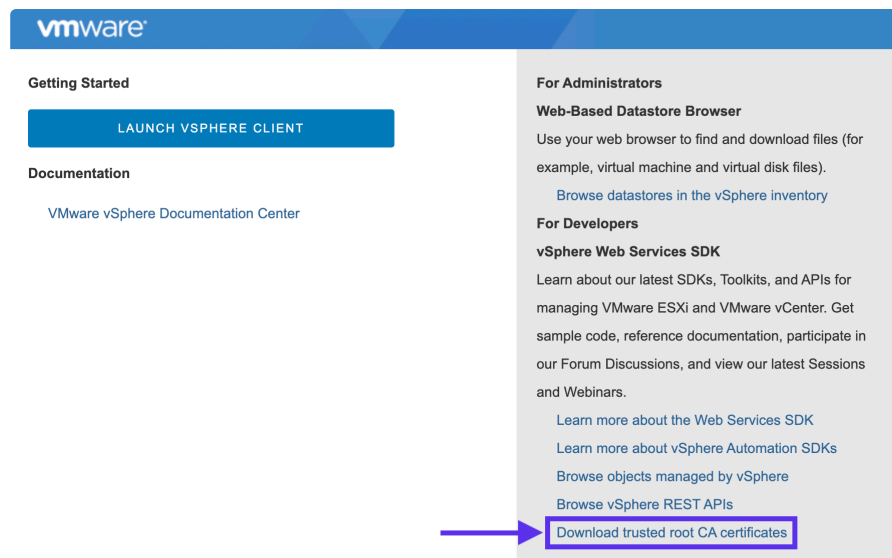 vmware®
Getting Started
LAUNCH VSPHERE CLIENT
Documentation
VMware vSphere Documentation Center
For Administrators
Web-Based Datastore Browser
Use your web browser to find and download files (for
example, virtual machine and virtual disk files).
Browse datastores in the vSphere inventory
For Developers
vSphere Web Services SDK
Learn about our latest SDKs, Toolkits, and APIs for
managing VMware ESXi and VMware vCenter. Get
sample code, reference documentation, participate in
our Forum Discussions, and view our latest Sessions
and Webinars.
Learn more about the Web Services SDK
Learn more about vSphere Automation SDKs
Browse objects managed by vSphere
Browse vSphere REST APIs
Download trusted root CA certificates